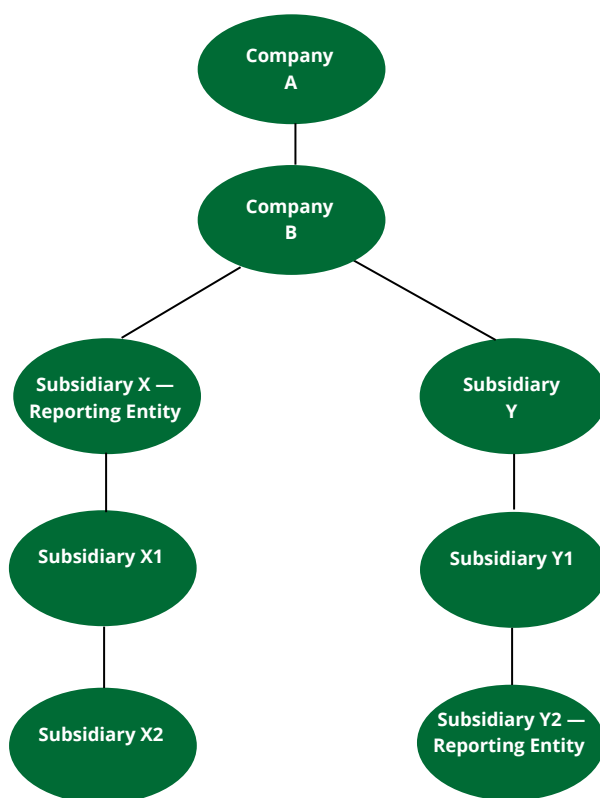 Company
A
Company
B
Subsidiary X —
Reporting Entity
Subsidiary
Y
Subsidiary X1
Subsidiary Y1
Subsidiary X2
Subsidiary Y2 —
Reporting Entity